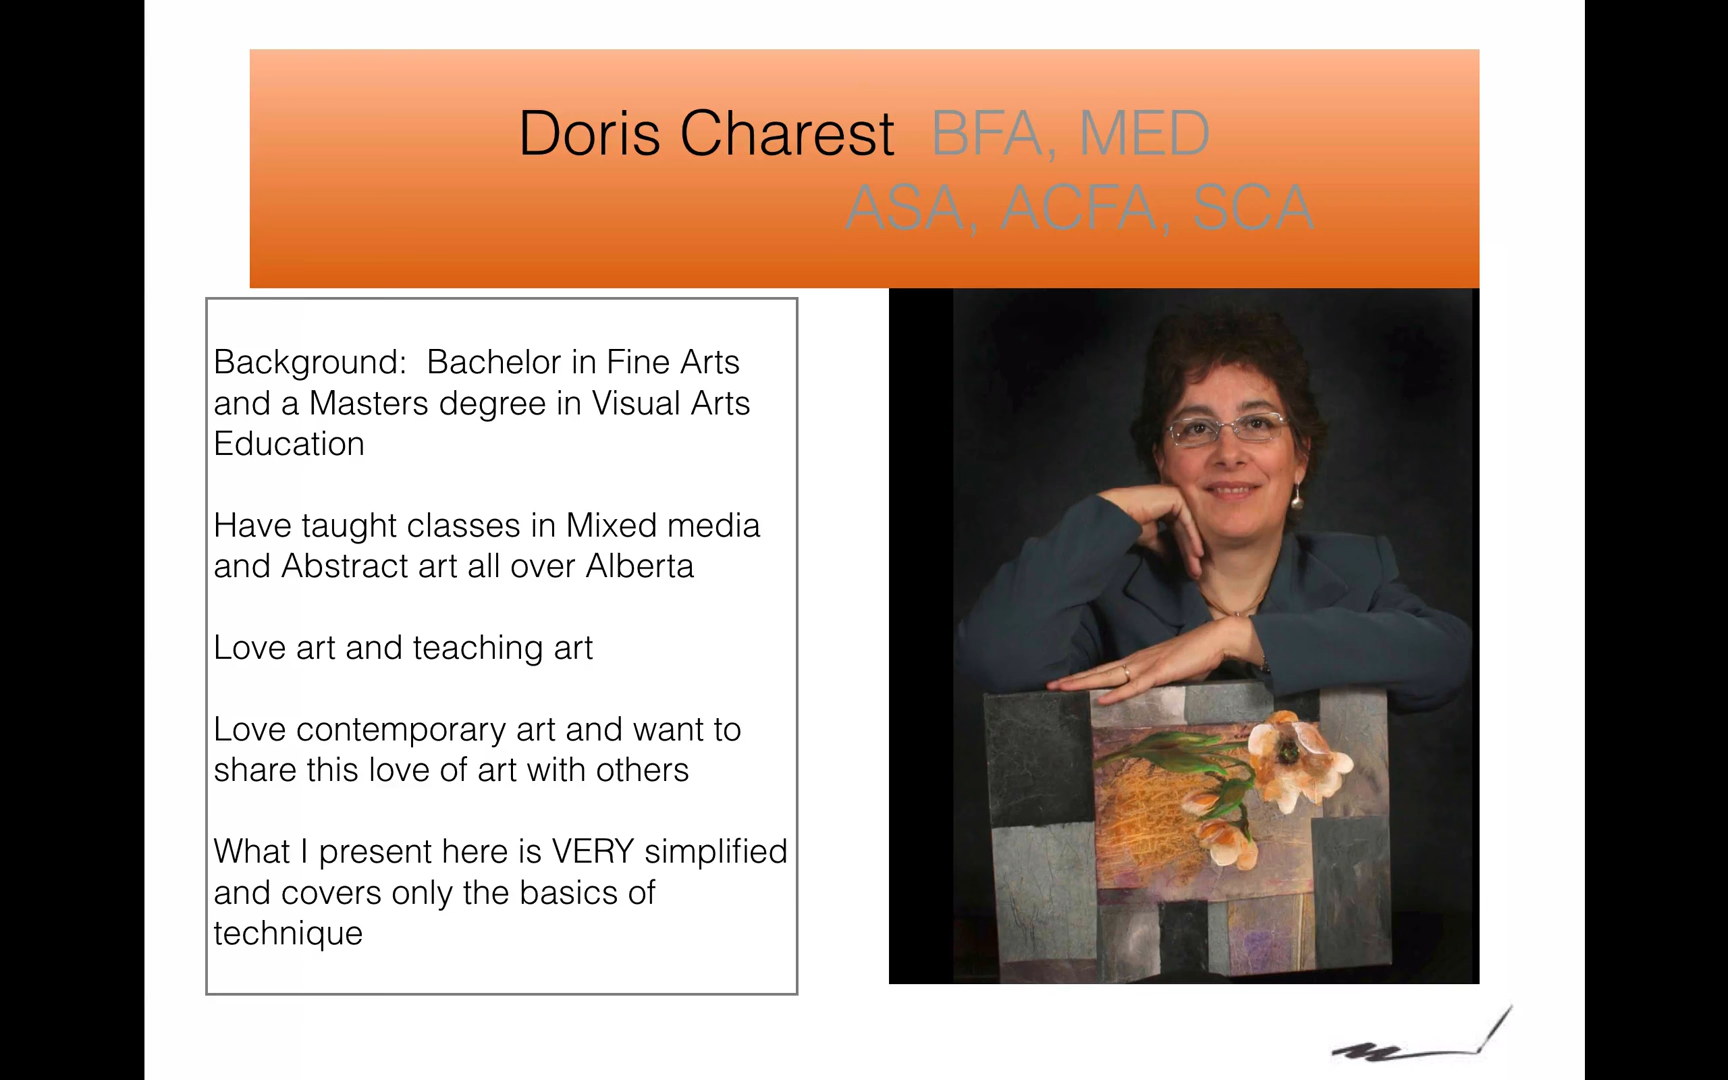 Doris Charest BFA, MED
ASA, ACFA, SCA
Background: Bachelor in Fine Arts
and a Masters degree in Visual Arts
Education
Have taught classes in Mixed media
and Abstract art all over Alberta
Love art and teaching art
Love contemporary art and want to
share this love of art with others
What I present here is VERY simplified
and covers only the basics of
technique